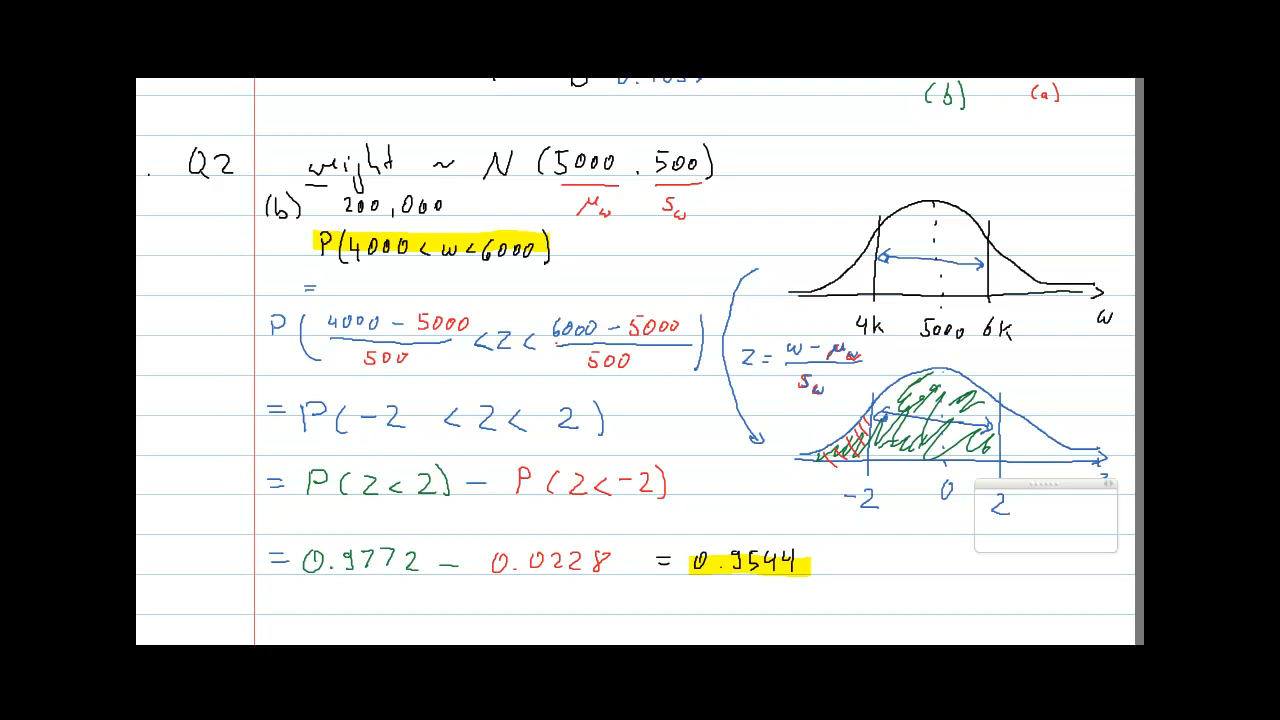 (b) (a)
Q2 weight ~ N (5000 . 500)
μw sw
(b) 200,000
P(4000 < w < 6000)
=
P ( 4000 - 5000 / 500 < Z < 6000 - 5000 / 500 )
= P( -2 < Z < 2 )
= P(Z < 2) - P(Z < -2)
= 0.9772 - 0.0228 = 0.9544
4k 5000 6k w
Z = w - μw / sw
-2 0 2